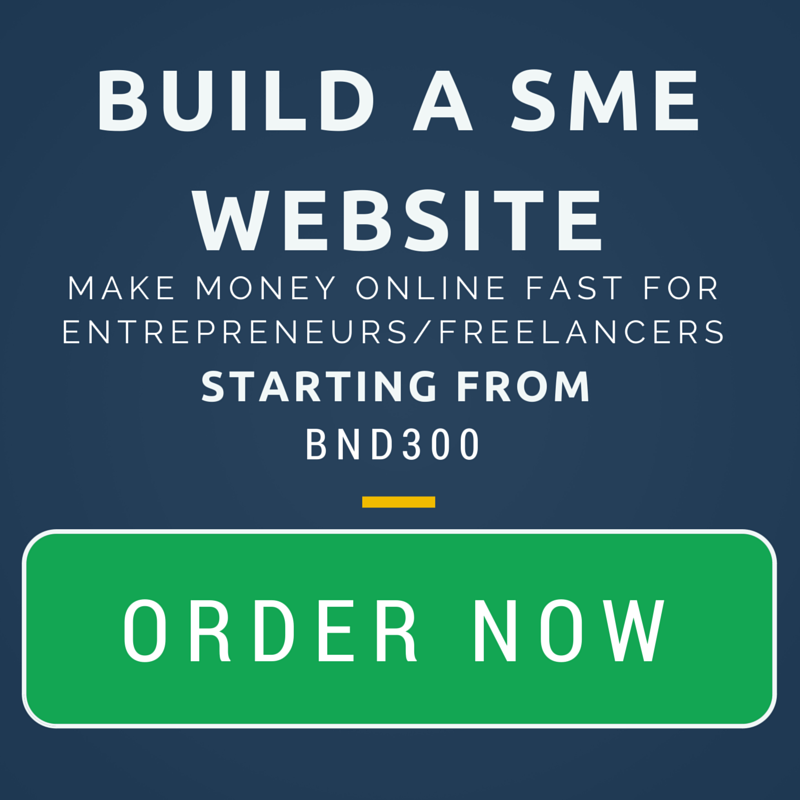 BUILD A SME
WEBSITE
MAKE MONEY ONLINE FAST FOR
ENTREPRENEURS/FREELANCERS
STARTING FROM
BND300
ORDER NOW